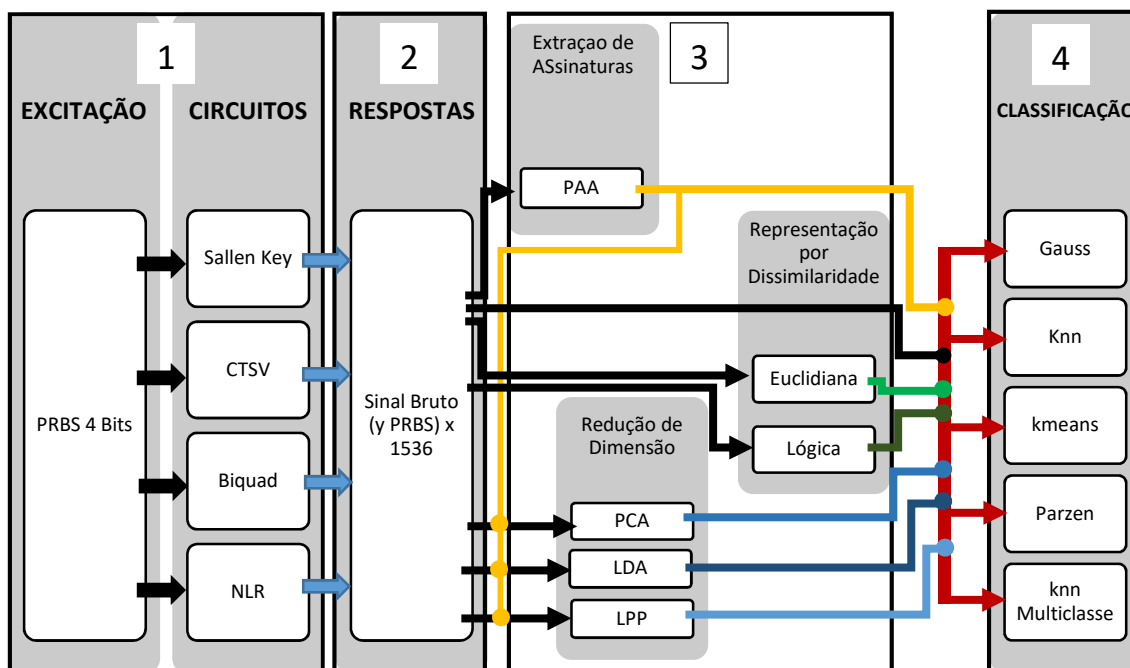 1
EXCITAÇÃO
CIRCUITOS
PRBS 4 Bits
Sallen Key
CTSV
Biquad
NLR
2
RESPOSTAS
Sinal Bruto
(y PRBS) x
1536
3
Extraçao de
ASsinaturas
PAA
Representação
por
Dissimilaridade
Euclidiana
Lógica
Redução de
Dimensão
PCA
LDA
LPP
4
CLASSIFICAÇÃO
Gauss
Knn
kmeans
Parzen
knn
Multiclasse